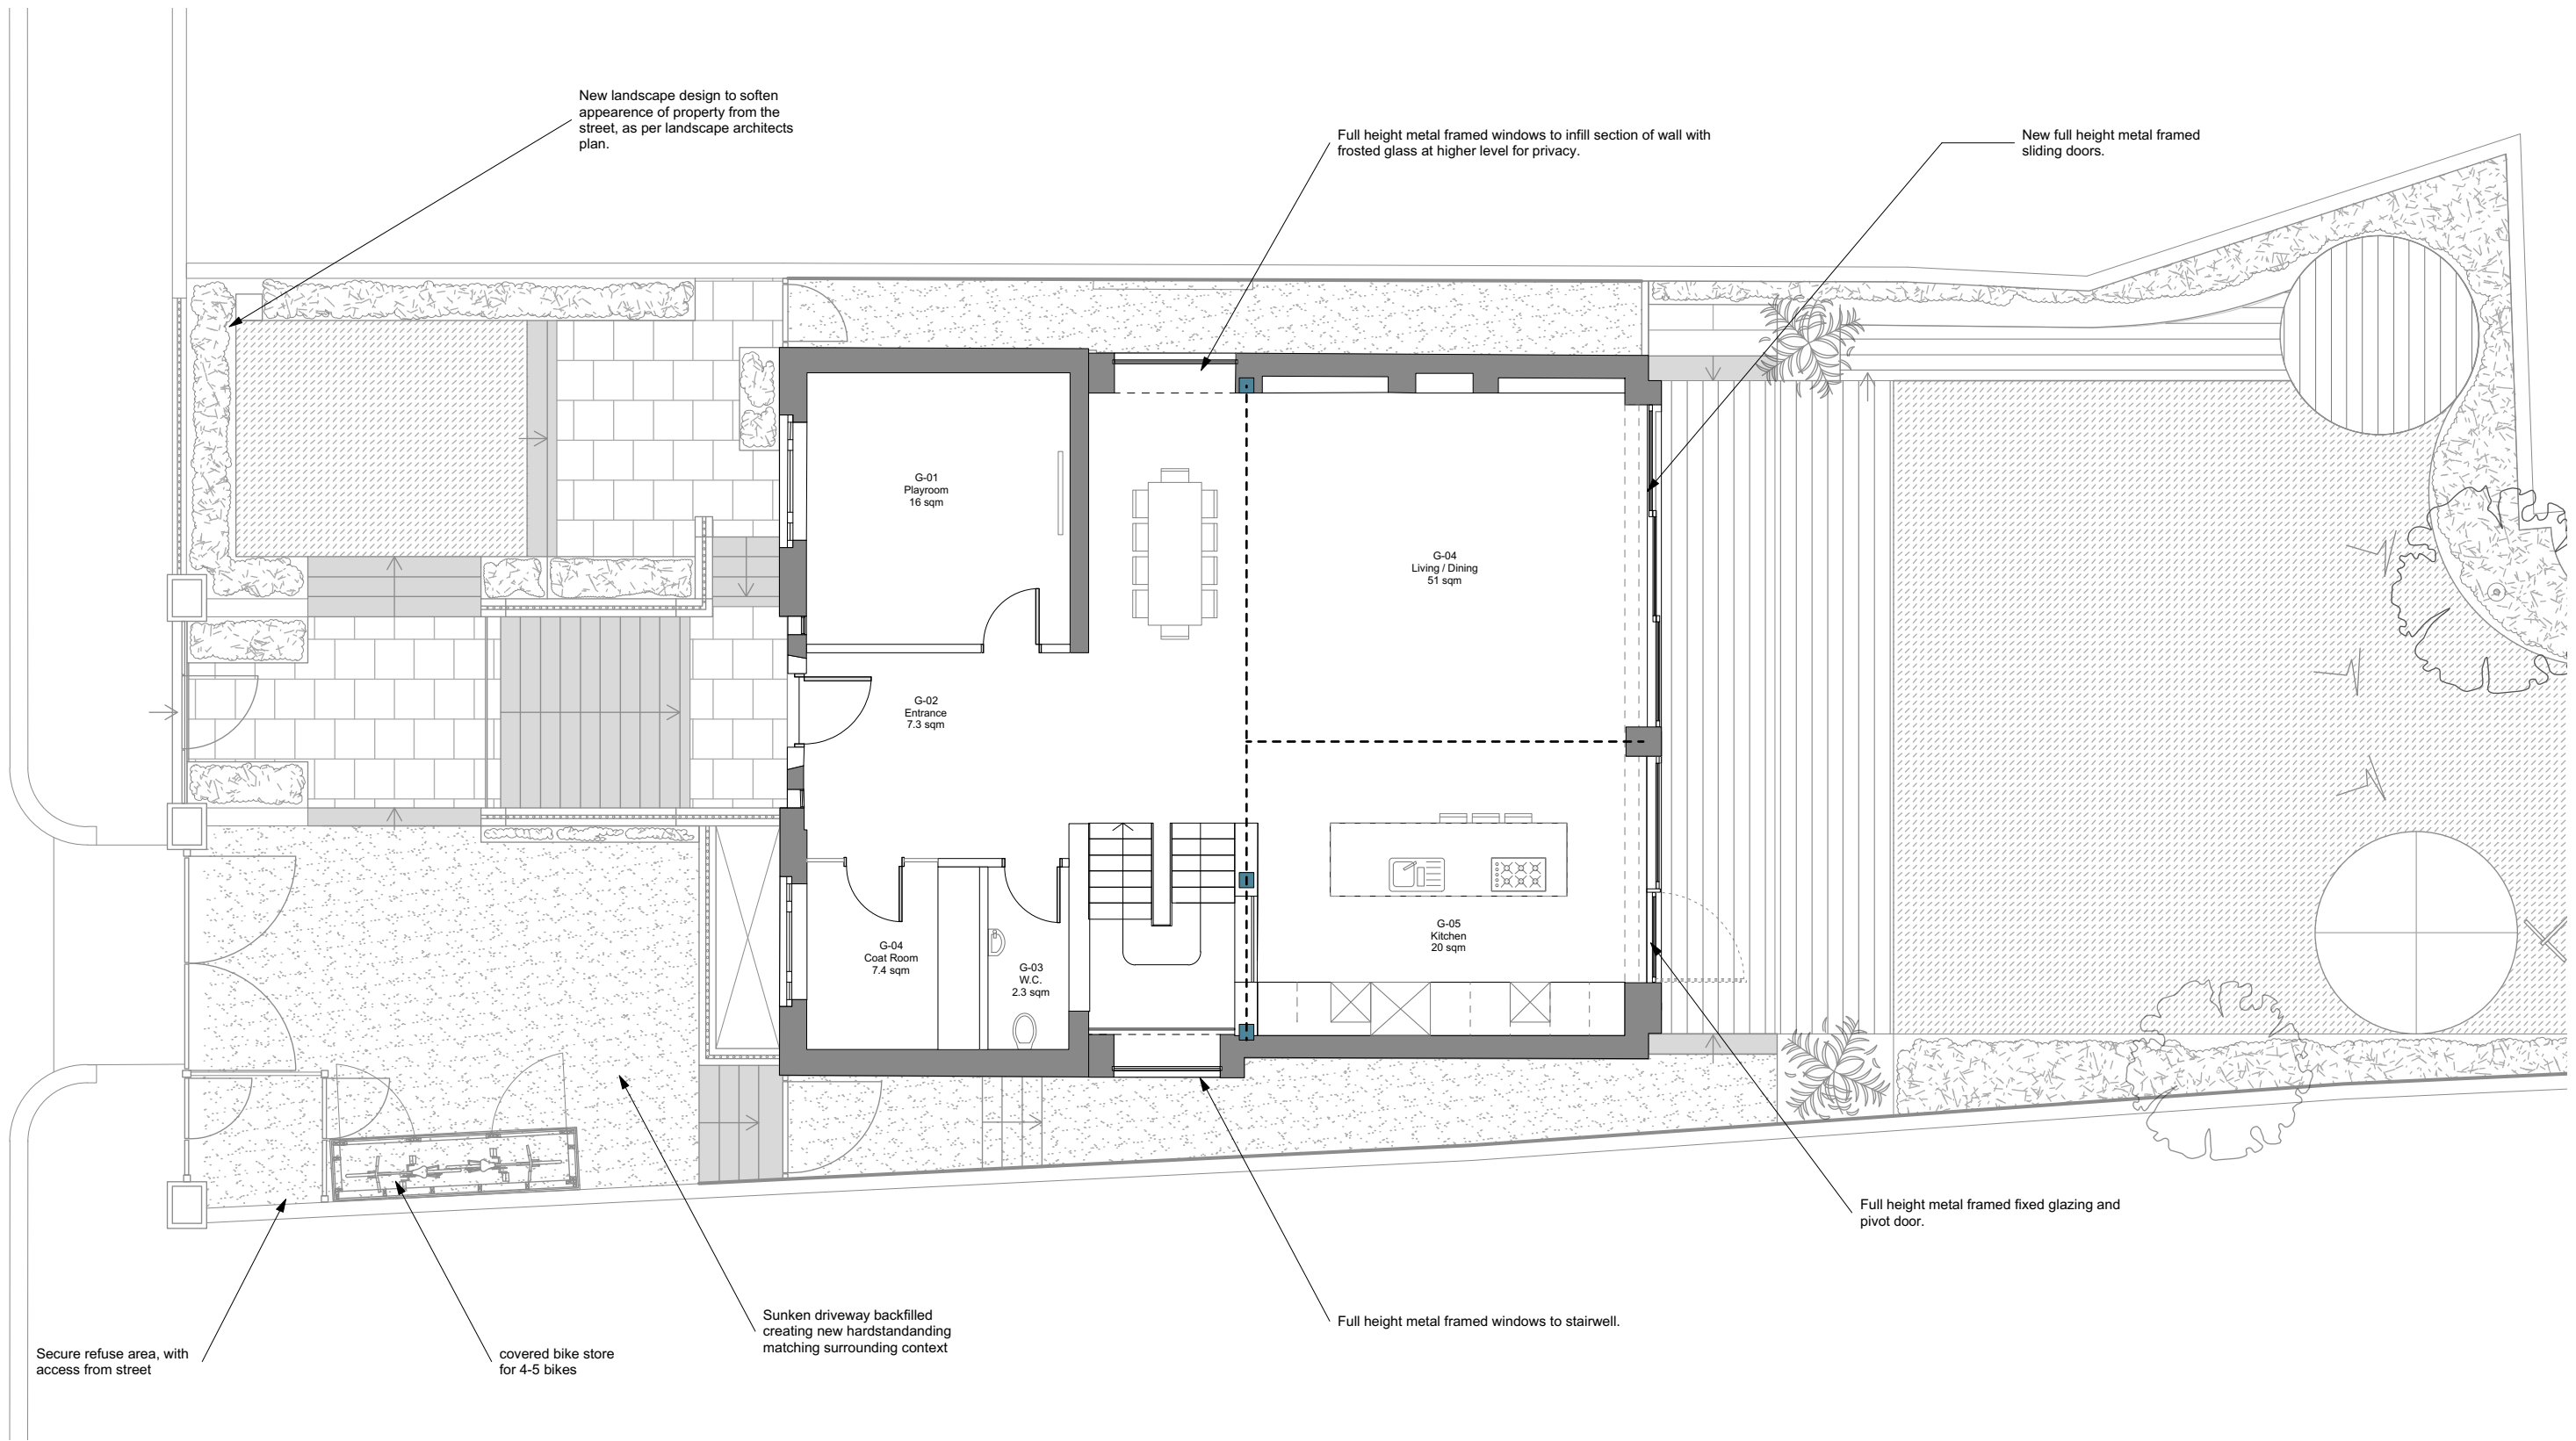 New landscape design to soften
appearence of property from the
street, as per landscape architects
plan.
Full height metal framed windows to infill section of wall with
frosted glass at higher level for privacy.
New full height metal framed
sliding doors.
G-01
Playroom
16 sqm
G-04
Living / Dining
51 sqm
G-02
Entrance
7.3 sqm
G-05
Kitchen
20 sqm
G-04
Coat Room
7.4 sqm
G-03
W.C.
2.3 sqm
Full height metal framed fixed glazing and
pivot door.
Sunken driveway backfilled
creating new hardstandanding
matching surrounding context
Full height metal framed windows to stairwell.
Secure refuse area, with
access from street
covered bike store
for 4-5 bikes